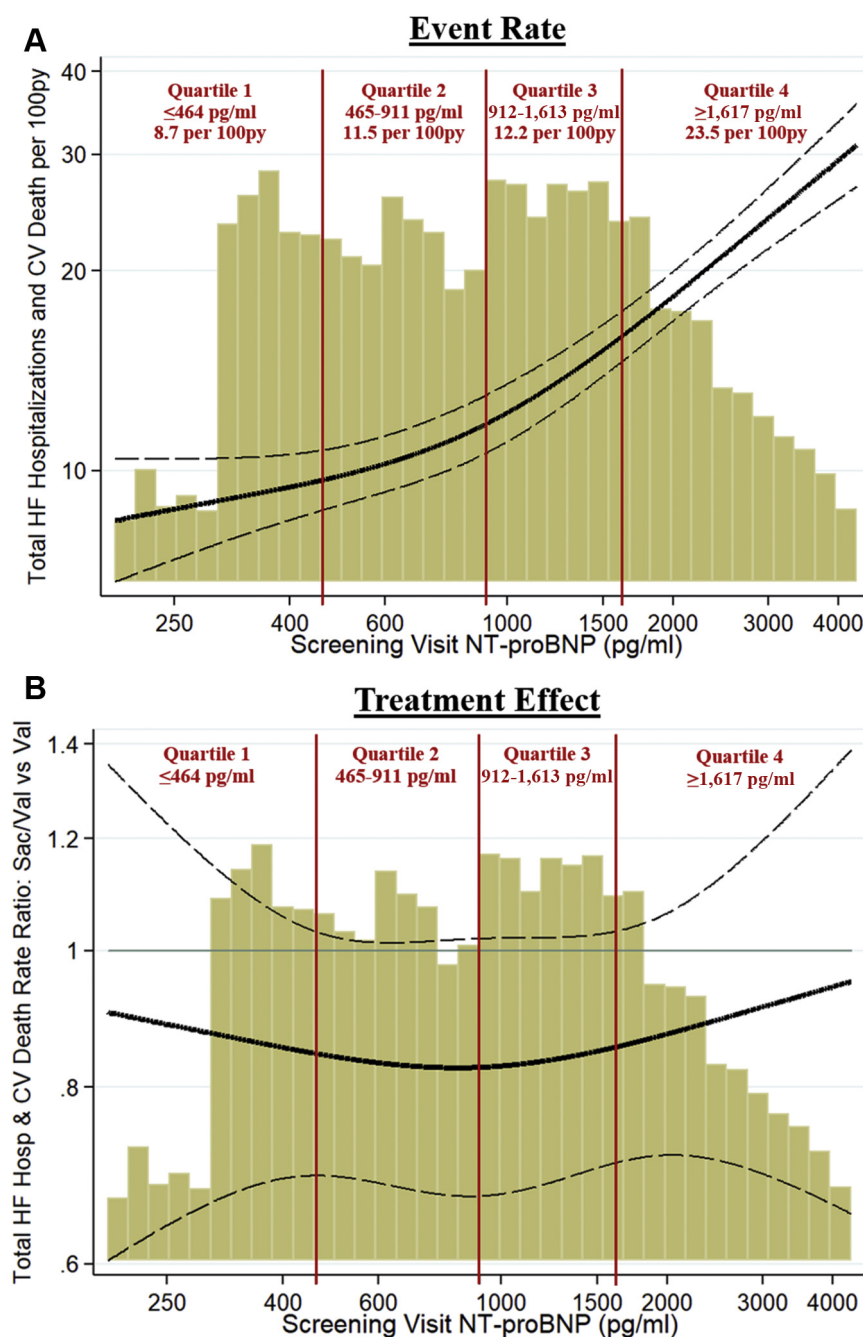 A
Event Rate
Total HF Hospitalizations and CV Death per 100py
40
30
20
10
Quartile 1
≤464 pg/ml
8.7 per 100py
Quartile 2
465-911 pg/ml
11.5 per 100py
Quartile 3
912-1,613 pg/ml
12.2 per 100py
Quartile 4
≥1,617 pg/ml
23.5 per 100py
250 400 600 1000 1500 2000 3000 4000
Screening Visit NT-proBNP (pg/ml)
B
Treatment Effect
Total HF Hosp & CV Death Rate Ratio: Sac/Val vs Val
1.4
1.2
1
.8
.6
Quartile 1
≤464 pg/ml
Quartile 2
465-911 pg/ml
Quartile 3
912-1,613 pg/ml
Quartile 4
≥1,617 pg/ml
250 400 600 1000 1500 2000 3000 4000
Screening Visit NT-proBNP (pg/ml)